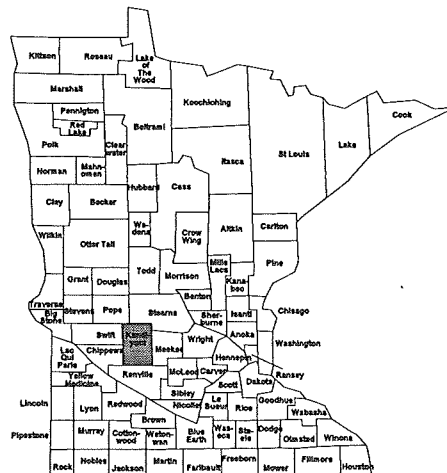 Kittson
Roseau
Lake of The Wood
Marshall
Koochiching
Pennington
Red Lake
Beltrami
Cook
Polk
Clear water
St Louis
Lake
Itasca
Norman
Mahn- omen
Hubbard
Cass
Clay
Becker
Wa- dena
Crow Wing
Aitkin
Carlton
Wilkin
Otter Tail
Pine
Todd
Mille Lacs
Grant
Douglas
Morrison
Kana- bec
Benton
Traverse
Big Stone
Stevens
Pope
Stearns
Sher- burne
Isanti
Chisago
Anoka
Washington
Swift
Kandi- yohi
Wright
Meeker
Hennepin
Lac Qui Parle
Chippewa
Ramsey
McLeod
Carver
Dakota
Renville
Scott
Yellow Medicine
Sibley
Goodhue
Lincoln
Lyon
Redwood
Nicollet
Le Sueur
Rice
Wabasha
Brown
Pipestone
Murray
Cotton- wood
Waton- wan
Blue Earth
Was- eca
Ste- ele
Dodge
Olmsted
Winona
Rock
Nobles
Jackson
Martin
Faribault
Freeborn
Mower
Fillmore
Houston